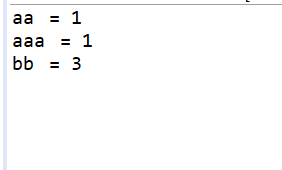 aa = 1
aaa = 1
bb = 3